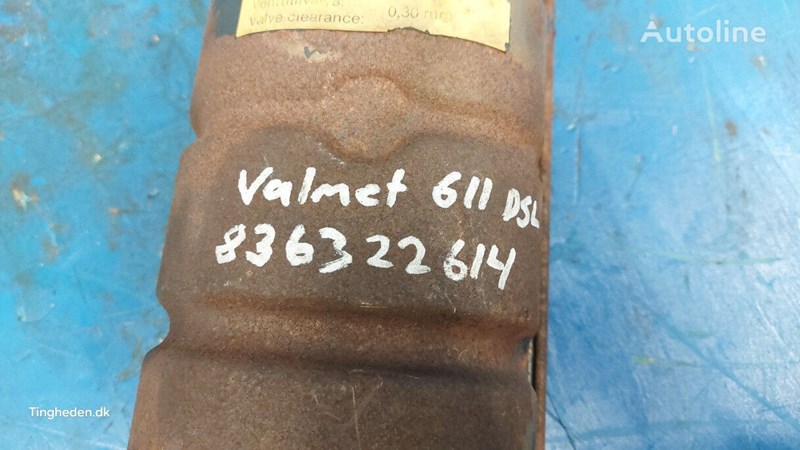 Autoline
valve clearance: 0,30 mm
Valmet 611 DSL
836322614
Tingheden.dk